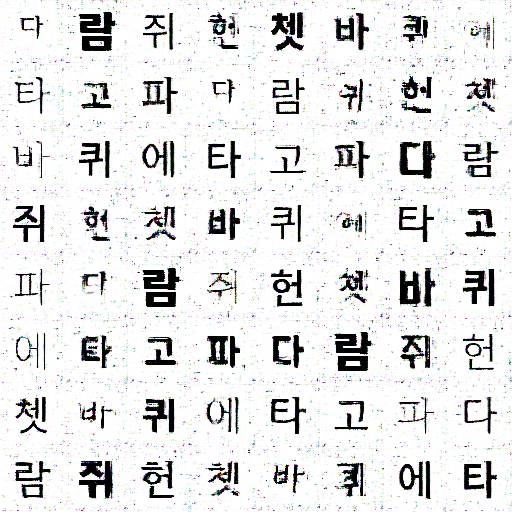 다 람 쥐 헌 쳇 바 퀴 에
타 고 파 다 람 쥐 헌 쳇
바 퀴 에 타 고 파 다 람
쥐 헌 쳇 바 퀴 에 타 고
파 다 람 쥐 헌 쳇 바 퀴
에 타 고 파 다 람 쥐 헌
쳇 바 퀴 에 타 고 파 다
람 쥐 헌 쳇 바 퀴 에 타